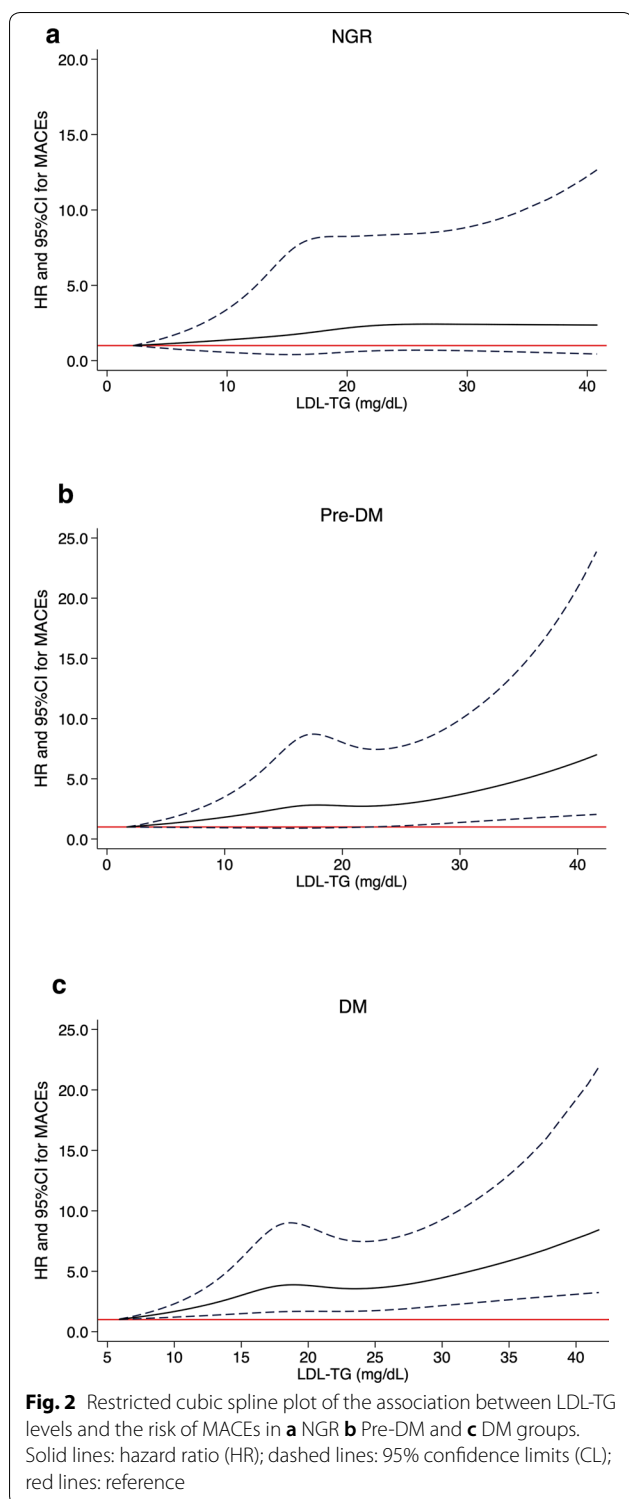 a
NGR
HR and 95%CI for MACEs
20.0
15.0
10.0
5.0
0.0
0 10 20 30 40
LDL-TG (mg/dL)
b
Pre-DM
HR and 95%CI for MACEs
25.0
20.0
15.0
10.0
5.0
0.0
0 10 20 30 40
LDL-TG (mg/dL)
c
DM
HR and 95%CI for MACEs
25.0
20.0
15.0
10.0
5.0
0.0
5 10 15 20 25 30 35 40
LDL-TG (mg/dL)
Fig. 2 Restricted cubic spline plot of the association between LDL-TG
levels and the risk of MACEs in a NGR b Pre-DM and c DM groups.
Solid lines: hazard ratio (HR); dashed lines: 95% confidence limits (CL);
red lines: reference